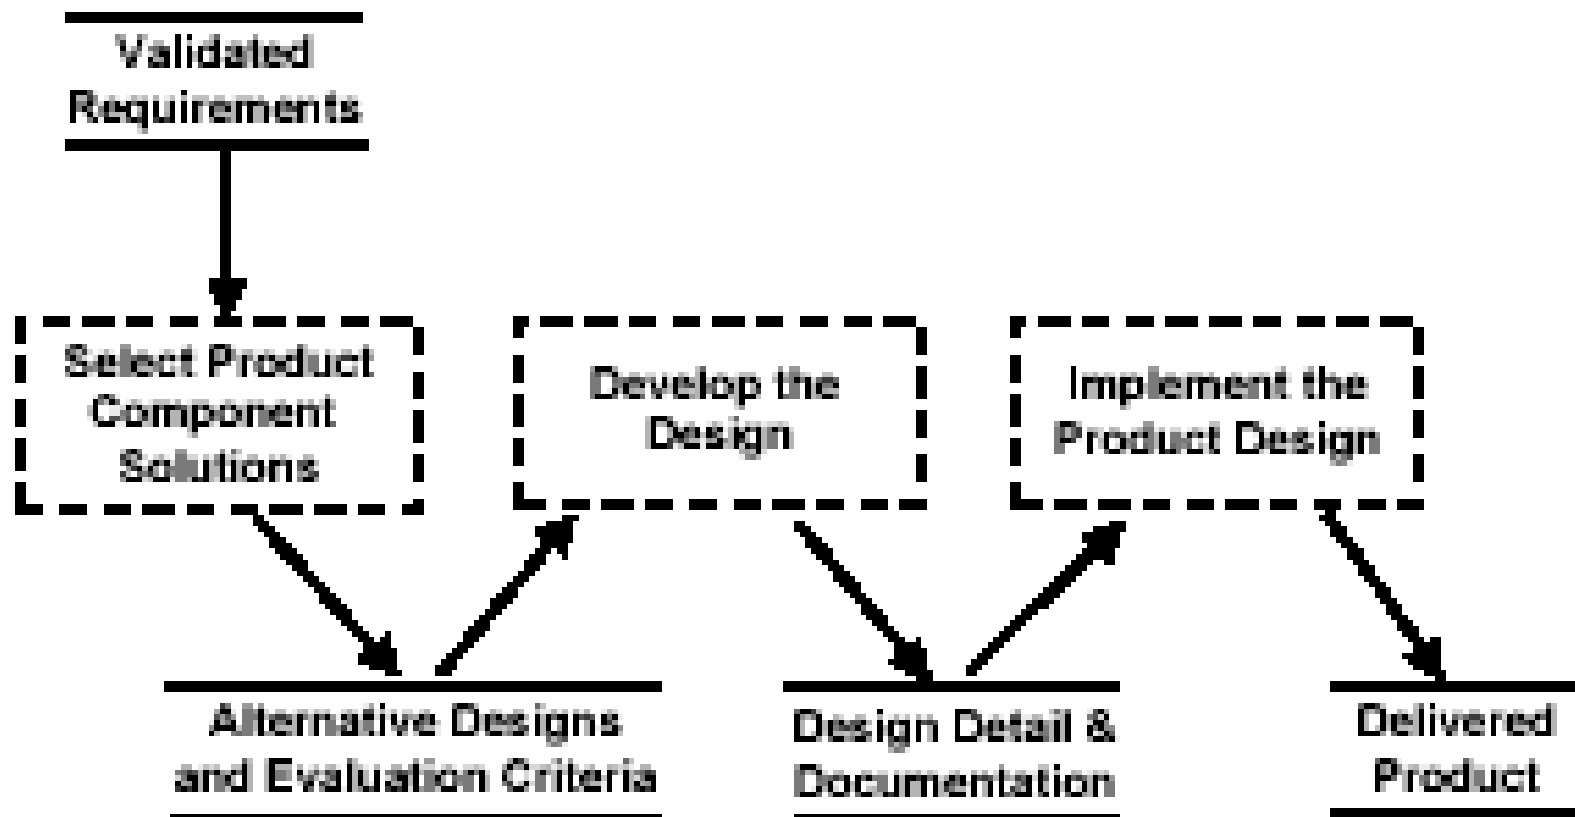 Validated
Requirements
Select Product
Component
Solutions
Develop the
Design
Implement the
Product Design
Alternative Designs
and Evaluation Criteria
Design Detail &
Documentation
Delivered
Product